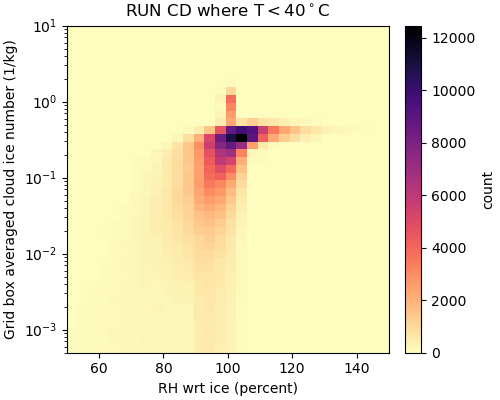 RUN CD where T < 40°C
Grid box averaged cloud ice number (1/kg)
10¹
10⁰
10⁻¹
10⁻²
10⁻³
60 80 100 120 140
RH wrt ice (percent)
12000
10000
8000
6000
4000
2000
0
count